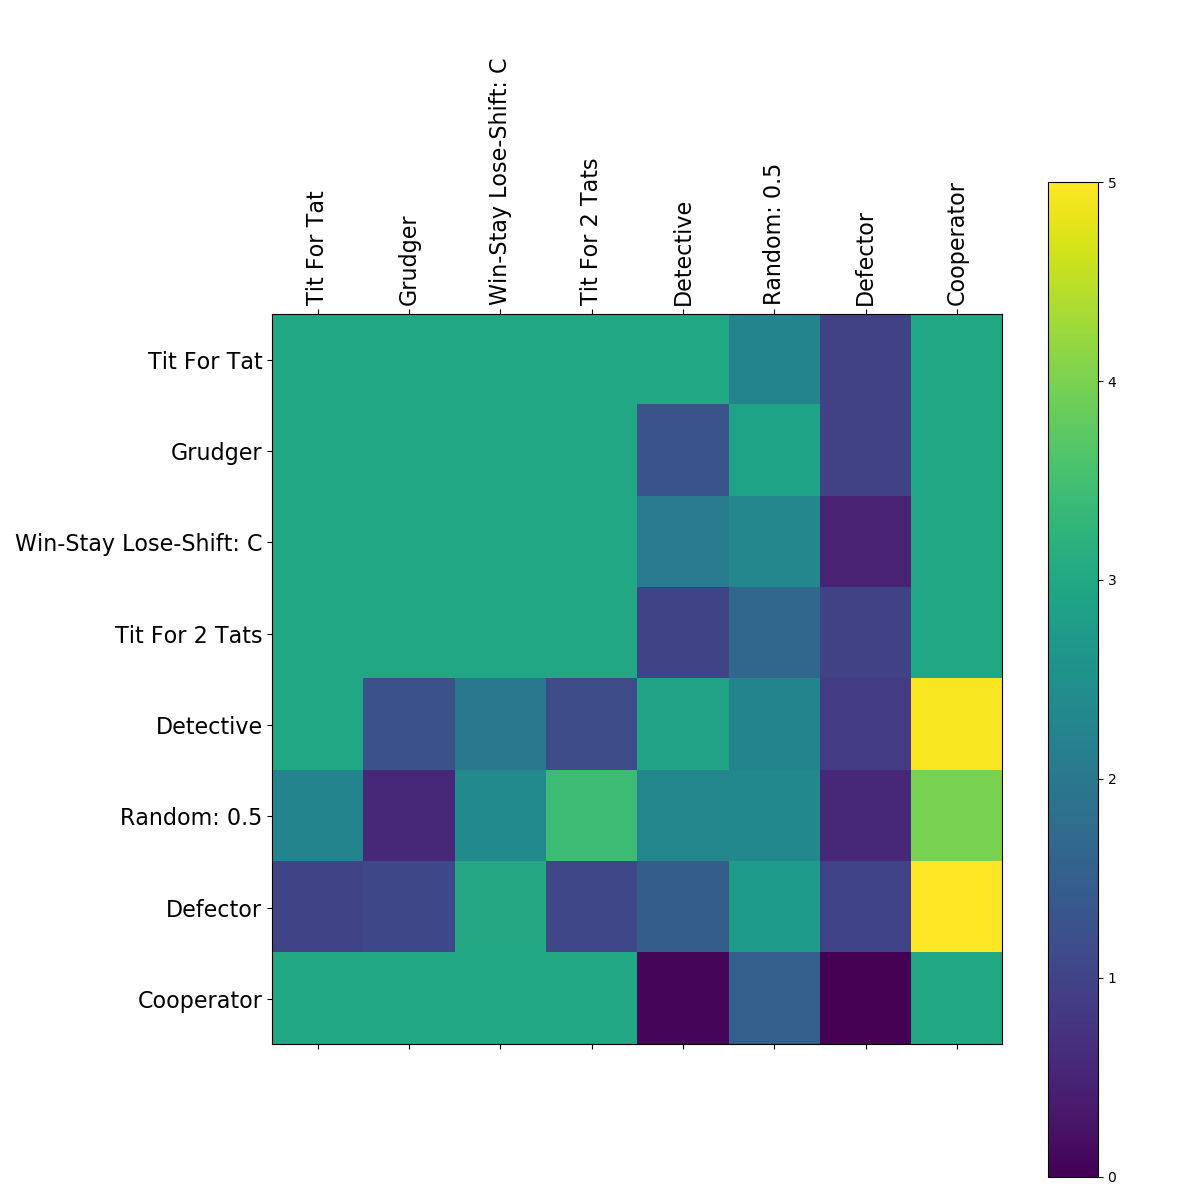 Tit For Tat
Grudger
Win-Stay Lose-Shift: C
Tit For 2 Tats
Detective
Random: 0.5
Defector
Cooperator
Tit For Tat
Grudger
Win-Stay Lose-Shift: C
Tit For 2 Tats
Detective
Random: 0.5
Defector
Cooperator
5
4
3
2
1
0